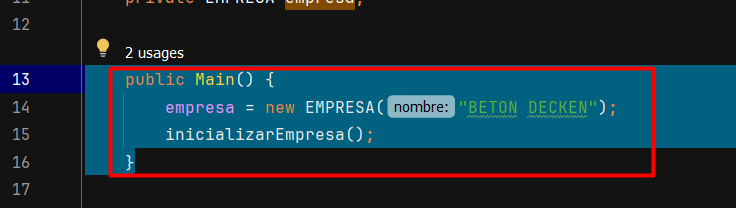 11 private EMPRESA empresa;
12
2 usages
13 public Main() {
14 empresa = new EMPRESA( nombre: "BETON DECKEN");
15 inicializarEmpresa();
16 }
17